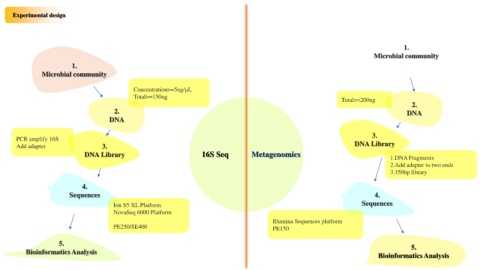 Experimental design
1.
Microbial community
Concentration>=5ng/μL
Total>=150ng
2.
DNA
PCR amplify 16S
Add adapter
3.
DNA Library
4.
Sequences
Ion S5 XL Platform
NovaSeq 6000 Platform
PE250/SE400
5.
Bioinformatics Analysis
16S Seq
Metagenomics
1.
Microbial community
Total>=200ng
2.
DNA
3.
DNA Library
1.DNA Fragments
2.Add adapter to two ends
3.350bp library
4.
Sequences
Illumina Sequences platform
PE150
5.
Bioinformatics Analysis